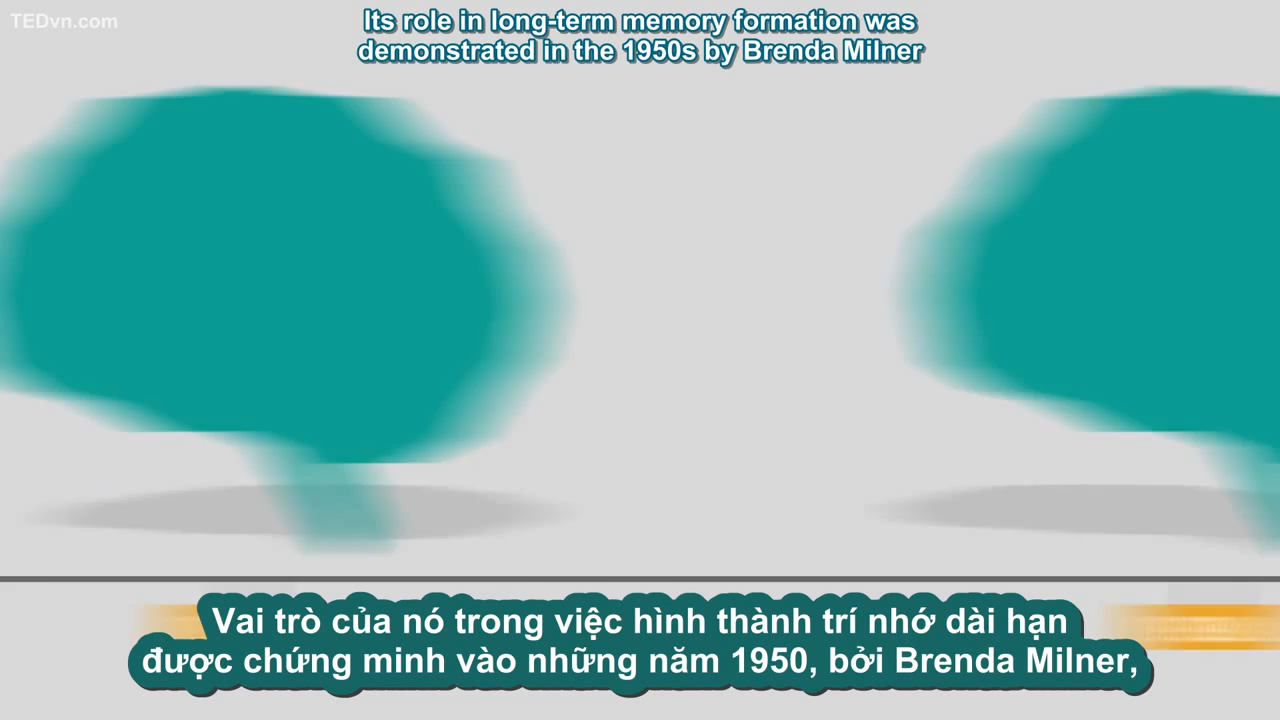 TEDvn.com
Its role in long-term memory formation was
demonstrated in the 1950s by Brenda Milner
Vai trò của nó trong việc hình thành trí nhớ dài hạn
được chứng minh vào những năm 1950, bởi Brenda Milner,